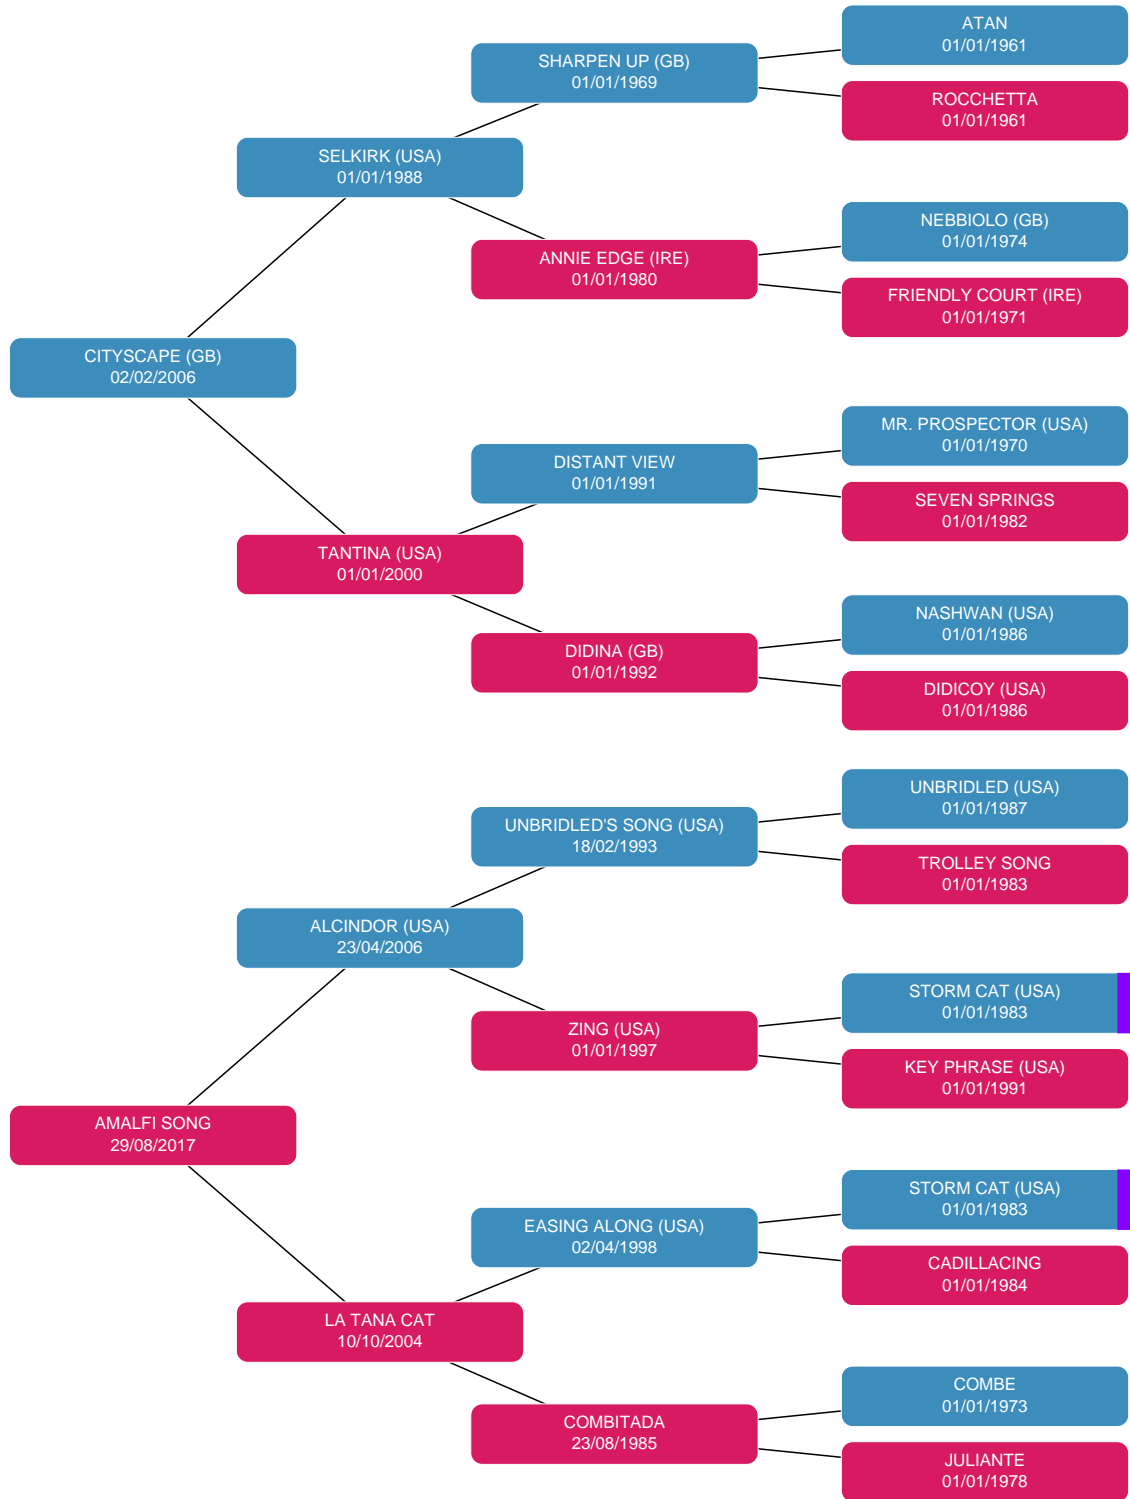 ATAN
01/01/1961
SHARPEN UP (GB)
01/01/1969
ROCCHETTA
01/01/1961
SELKIRK (USA)
01/01/1988
NEBBIOLO (GB)
01/01/1974
ANNIE EDGE (IRE)
01/01/1980
FRIENDLY COURT (IRE)
01/01/1971
CITYSCAPE (GB)
02/02/2006
MR. PROSPECTOR (USA)
01/01/1970
DISTANT VIEW
01/01/1991
SEVEN SPRINGS
01/01/1982
TANTINA (USA)
01/01/2000
NASHWAN (USA)
01/01/1986
DIDINA (GB)
01/01/1992
DIDICOY (USA)
01/01/1986
UNBRIDLED (USA)
01/01/1987
UNBRIDLED'S SONG (USA)
18/02/1993
TROLLEY SONG
01/01/1983
ALCINDOR (USA)
23/04/2006
STORM CAT (USA)
01/01/1983
ZING (USA)
01/01/1997
KEY PHRASE (USA)
01/01/1991
AMALFI SONG
29/08/2017
STORM CAT (USA)
01/01/1983
EASING ALONG (USA)
02/04/1998
CADILLACING
01/01/1984
LA TANA CAT
10/10/2004
COMBE
01/01/1973
COMBITADA
23/08/1985
JULIANTE
01/01/1978